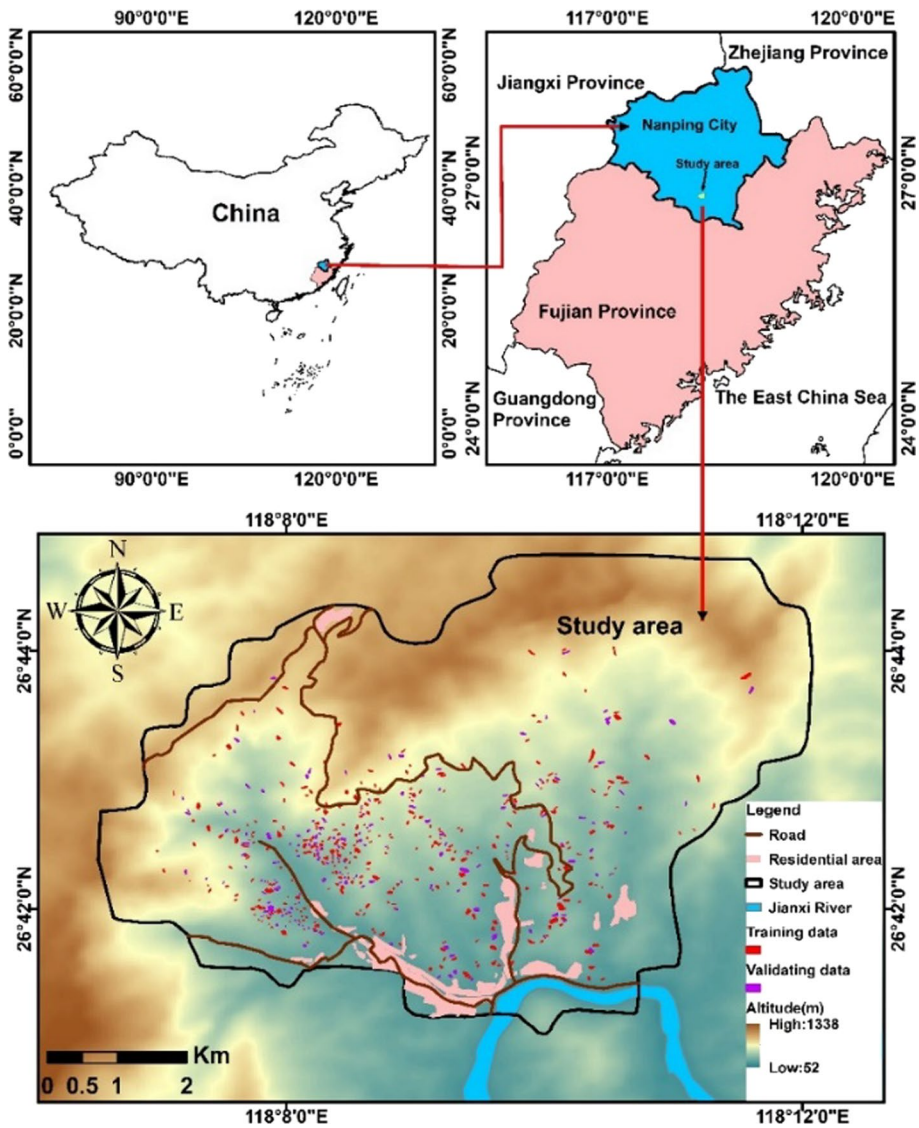 90°0'0"E 120°0'0"E
60°0'0"N
40°0'0"N
20°0'0"N
0°0'0"
China
60°0'0"N
40°0'0"N
20°0'0"N
0°0'0"
90°0'0"E 120°0'0"E
117°0'0"E 120°0'0"E
Zhejiang Province
Jiangxi Province
Nanping City
Study area
27°0'0"N
Fujian Province
Guangdong
Province
The East China Sea
24°0'0"N
27°0'0"N
24°0'0"N
117°0'0"E 120°0'0"E
118°8'0"E 118°12'0"E
N
W E
S
Study area
26°44'0"N
26°42'0"N
26°44'0"N
26°42'0"N
Legend
Road
Residential area
Study area
Jianxi River
Training data
Validating data
Altitude(m)
High:1338
Low:52
Km
0 0.5 1 2
118°8'0"E 118°12'0"E